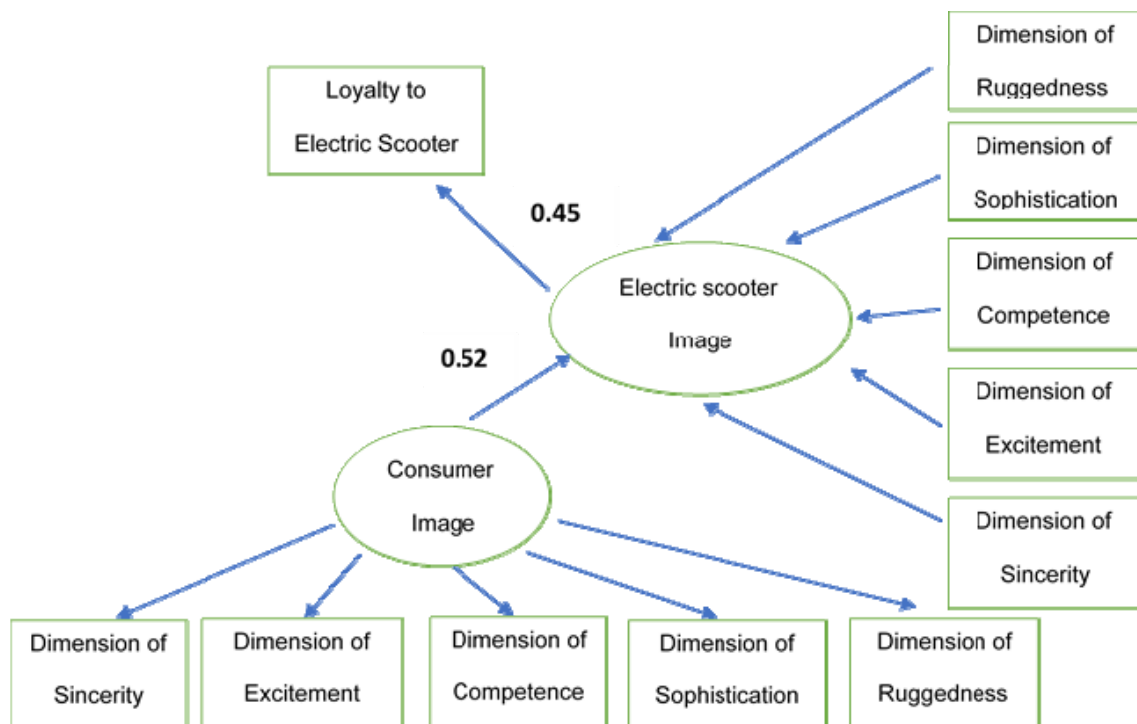 Dimension of
Ruggedness
Loyalty to
Electric Scooter
Dimension of
Sophistication
0.45
Dimension of
Competence
Electric scooter
Image
0.52
Dimension of
Excitement
Consumer
Image
Dimension of
Sincerity
Dimension of
Sincerity
Dimension of
Excitement
Dimension of
Competence
Dimension of
Sophistication
Dimension of
Ruggedness